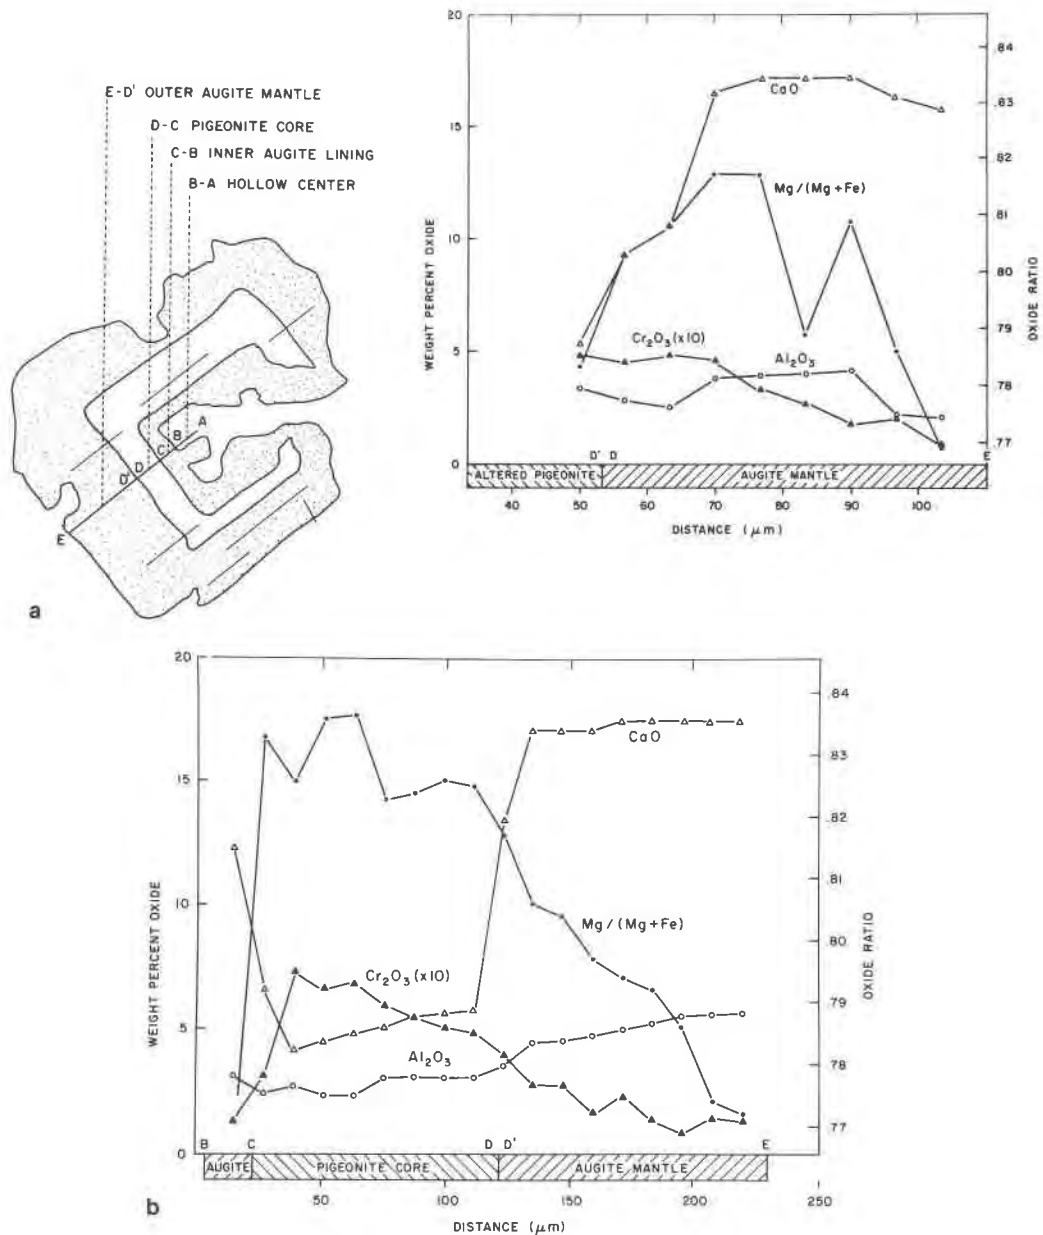 E-D' OUTER AUGITE MANTLE
D-C PIGEONITE CORE
C-B INNER AUGITE LINING
B-A HOLLOW CENTER
A
B
C
D
D'
E
a
20
15
10
5
0
WEIGHT PERCENT OXIDE
.84
.83
.82
.81
.80
.79
.78
.77
OXIDE RATIO
CaO
Mg/(Mg+Fe)
Cr2O3(x10)
Al2O3
D' D E
ALTERED PIGEONITE AUGITE MANTLE
40 50 60 70 80 90 100
DISTANCE (μm)
20
15
10
5
0
WEIGHT PERCENT OXIDE
.84
.83
.82
.81
.80
.79
.78
.77
OXIDE RATIO
CaO
Mg/(Mg+Fe)
Cr2O3(x10)
Al2O3
B C D D' E
AUGITE PIGEONITE CORE AUGITE MANTLE
50 100 150 200 250
DISTANCE (μm)
b